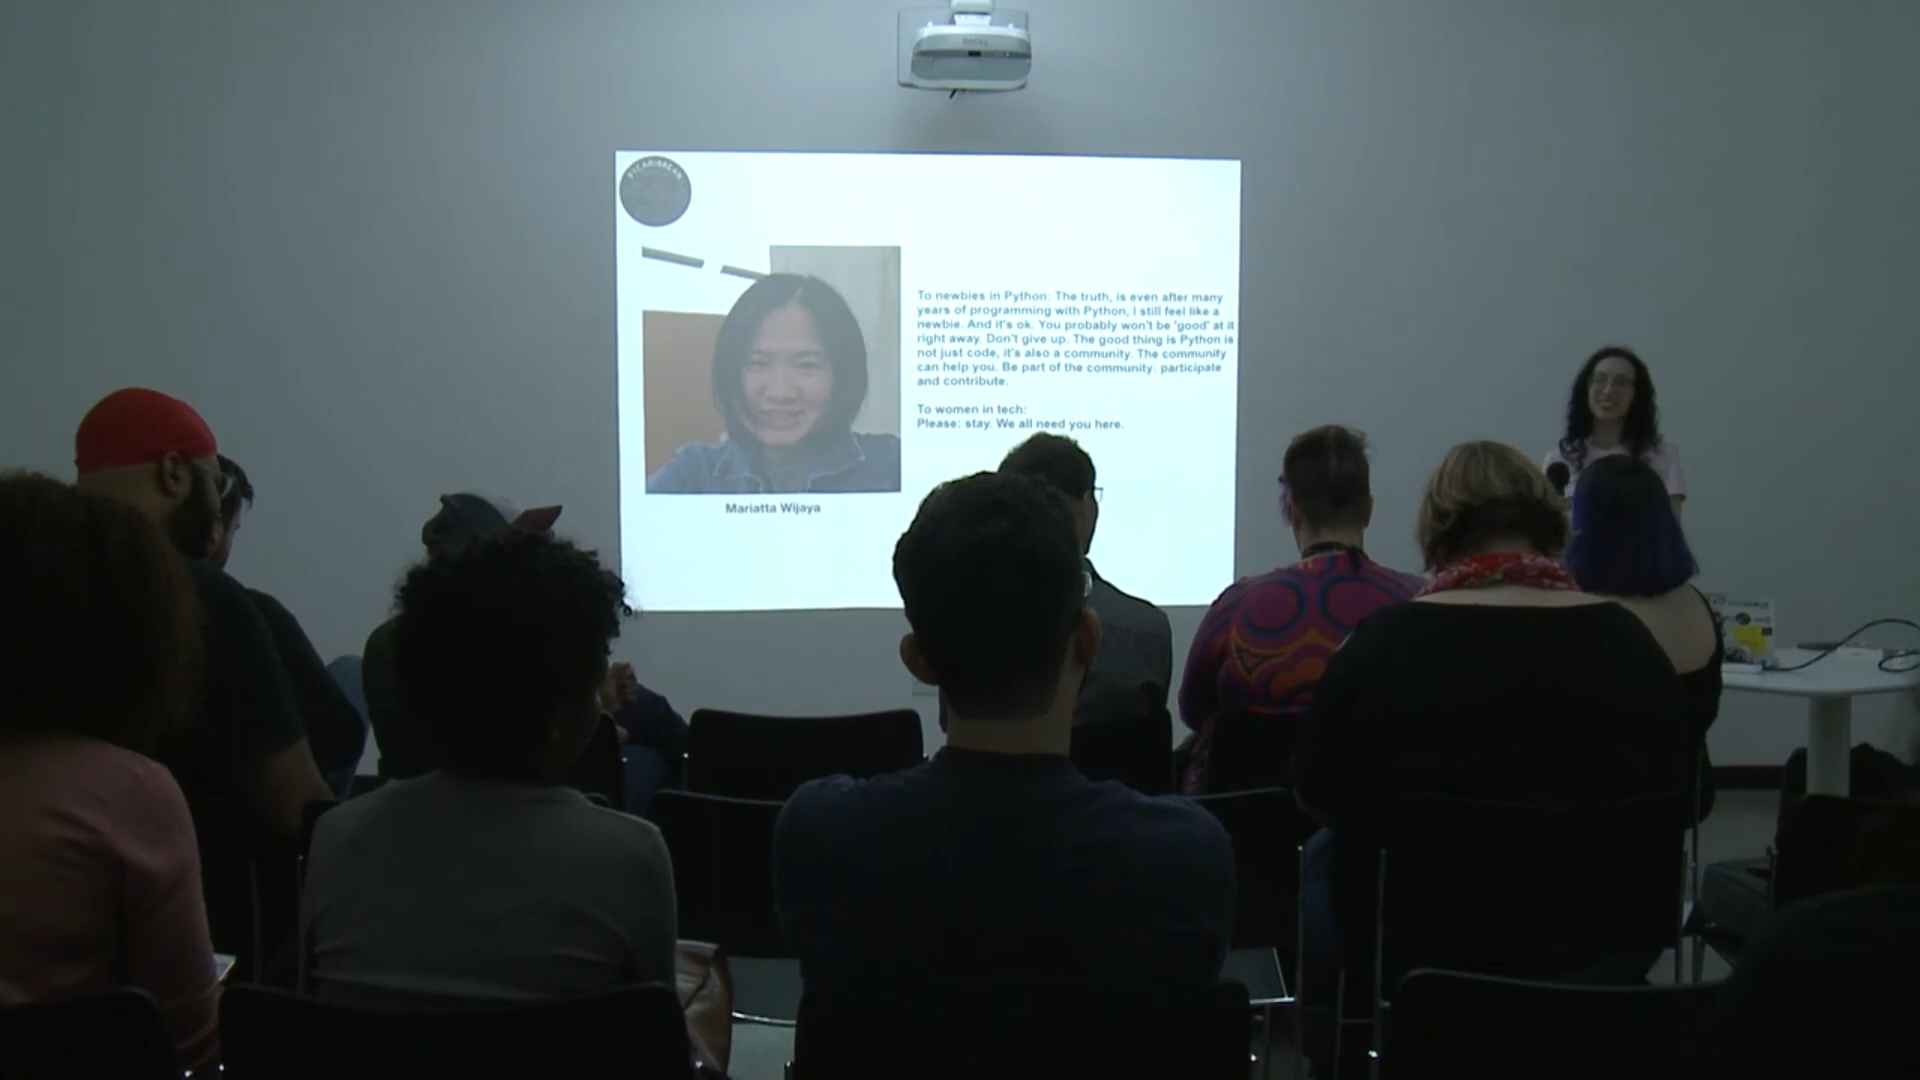 BenQ
PYCARIBBEAN
To newbies in Python: The truth, is even after many
years of programming with Python, I still feel like a
newbie. And it's ok. You probably won't be 'good' at it
right away. Don't give up. The good thing is Python is
not just code, it's also a community. The community
can help you. Be part of the community: participate
and contribute.
To women in tech:
Please: stay. We all need you here.
Mariatta Wijaya